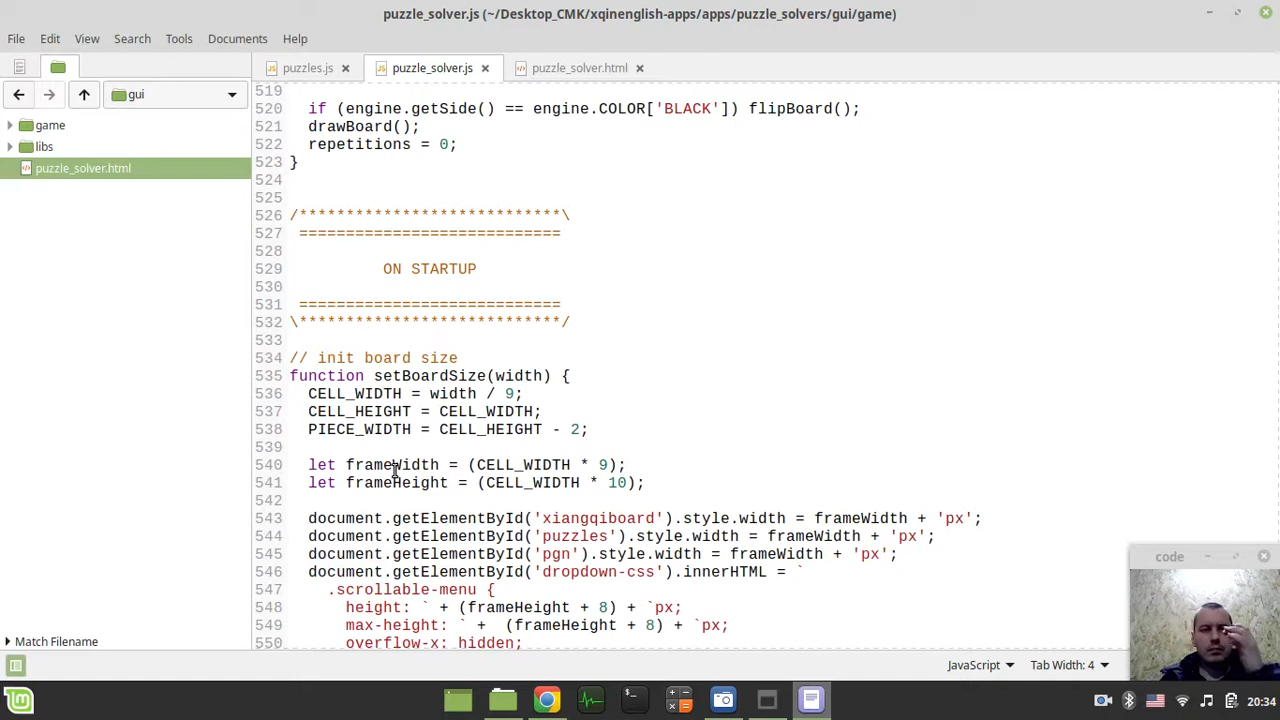 puzzle_solver.js (~/Desktop_CMK/xqinenglish-apps/apps/puzzle_solvers/gui/game)
File Edit View Search Tools Documents Help
puzzles.js
puzzle_solver.js
puzzle_solver.html
gui
game
libs
puzzle_solver.html
519
520 if (engine.getSide() == engine.COLOR['BLACK']) flipBoard();
521 drawBoard();
522 repetitions = 0;
523 }
524
525
526 /****************************\
527 ============================
528
529 ON STARTUP
530
531 ============================
532 \****************************/
533
534 // init board size
535 function setBoardSize(width) {
536 CELL_WIDTH = width / 9;
537 CELL_HEIGHT = CELL_WIDTH;
538 PIECE_WIDTH = CELL_HEIGHT - 2;
539
540 let frameWidth = (CELL_WIDTH * 9);
541 let frameHeight = (CELL_WIDTH * 10);
542
543 document.getElementById('xiangqiboard').style.width = frameWidth + 'px';
544 document.getElementById('puzzles').style.width = frameWidth + 'px';
545 document.getElementById('pgn').style.width = frameWidth + 'px';
546 document.getElementById('dropdown-css').innerHTML = `
547 .scrollable-menu {
548 height: ` + (frameHeight + 8) + `px;
549 max-height: ` + (frameHeight + 8) + `px;
550 overflow-x: hidden;
code
Match Filename
JavaScript
Tab Width: 4
20:34